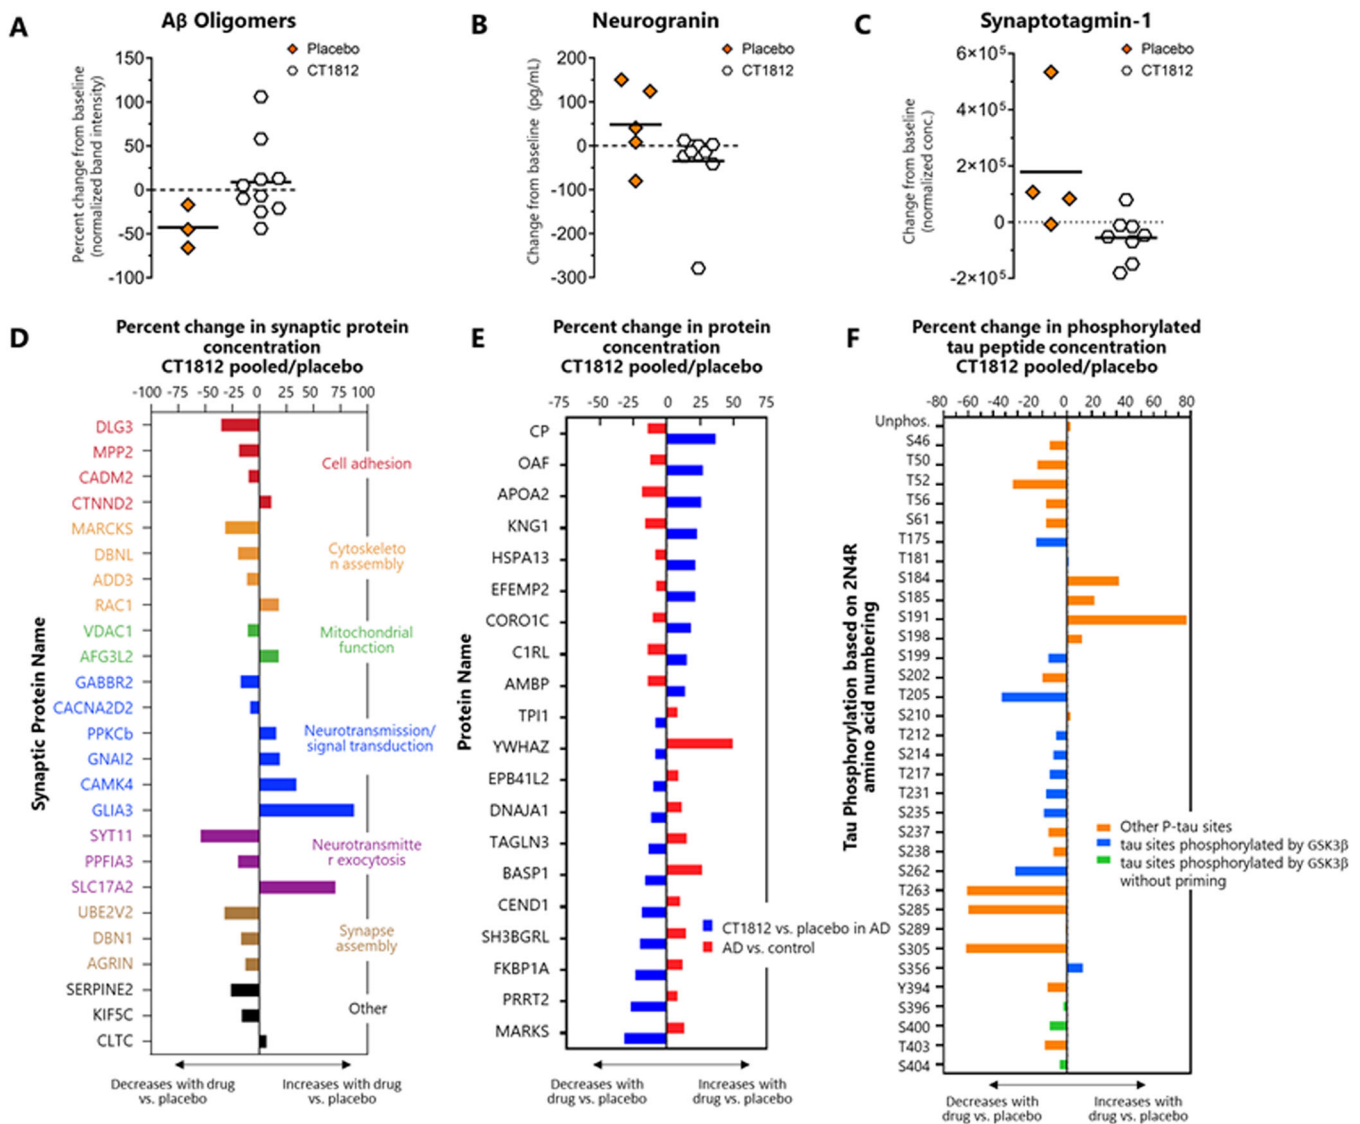 A
Aβ Oligomers
Placebo
CT1812
Percent change from baseline
(normalized band intensity)
150
100
50
0
-50
-100
B
Neurogranin
Placebo
CT1812
Change from baseline (pg/mL)
200
100
0
-100
-200
-300
C
Synaptotagmin-1
Placebo
CT1812
Change from baseline
(normalized conc.)
6×10⁵
4×10⁵
2×10⁵
0
-2×10⁵
D
Percent change in synaptic protein
concentration
CT1812 pooled/placebo
-100 -75 -50 -25 0 25 50 75 100
Synaptic Protein Name
DLG3
MPP2
CADM2
CTNND2
MARCKS
DBNL
ADD3
RAC1
VDAC1
AFG3L2
GABBR2
CACNA2D2
PPKCb
GNAI2
CAMK4
GLIA3
SYT11
PPFIA3
SLC17A2
UBE2V2
DBN1
AGRIN
SERPINE2
KIF5C
CLTC
Cell adhesion
Cytoskeleto
n assembly
Mitochondrial
function
Neurotransmission/
signal transduction
Neurotransmitte
r exocytosis
Synapse
assembly
Other
Decreases with drug
vs. placebo
Increases with drug
vs. placebo
E
Percent change in protein
concentration
CT1812 pooled/placebo
-75 -50 -25 0 25 50 75
Protein Name
CP
OAF
APOA2
KNG1
HSPA13
EFEMP2
CORO1C
C1RL
AMBP
TPI1
YWHAZ
EPB41L2
DNAJA1
TAGLN3
BASP1
CEND1
SH3BGRL
FKBP1A
PRRT2
MARKS
CT1812 vs. placebo in AD
AD vs. control
Decreases with
drug vs. placebo
Increases with
drug vs. placebo
F
Percent change in phosphorylated
tau peptide concentration
CT1812 pooled/placebo
-80 -60 -40 -20 0 20 40 60 80
Tau Phosphorylation based on 2N4R
amino acid numbering
Unphos.
S46
T50
T52
T56
S61
T175
T181
S184
S185
S191
S198
S199
S202
T205
S210
T212
S214
T217
T231
S235
S237
S238
S262
T263
S285
S289
S305
S356
Y394
S396
S400
T403
S404
Other P-tau sites
tau sites phosphorylated by GSK3β
tau sites phosphorylated by GSK3β
without priming
Decreases with
drug vs. placebo
Increases with
drug vs. placebo